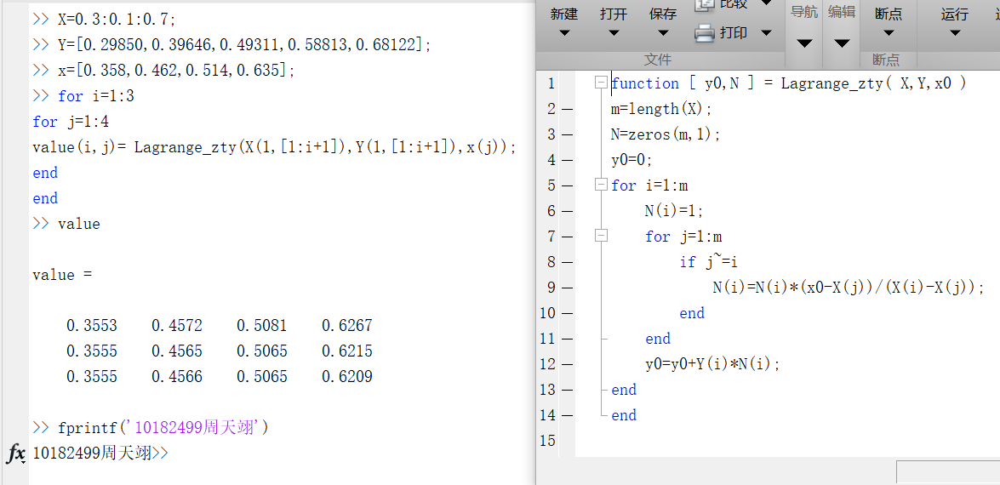 >> X=0.3:0.1:0.7;
>> Y=[0.29850,0.39646,0.49311,0.58813,0.68122];
>> x=[0.358,0.462,0.514,0.635];
>> for i=1:3
for j=1:4
value(i,j)= Lagrange_zty(X(1,[1:i+1]),Y(1,[1:i+1]),x(j));
end
end
>> value
value =
0.3553 0.4572 0.5081 0.6267
0.3555 0.4565 0.5065 0.6215
0.3555 0.4566 0.5065 0.6209
>> fprintf('10182499周天翊')
fx 10182499周天翊>>
新建 打开 保存 比较 导航 编辑 断点 运行
打印
文件 断点
1 function [ y0,N ] = Lagrange_zty( X,Y,x0 )
2 — m=length(X);
3 — N=zeros(m,1);
4 — y0=0;
5 — for i=1:m
6 — N(i)=1;
7 — for j=1:m
8 — if j~=i
9 — N(i)=N(i)*(x0-X(j))/(X(i)-X(j));
10 — end
11 — end
12 — y0=y0+Y(i)*N(i);
13 — end
14 — end
15